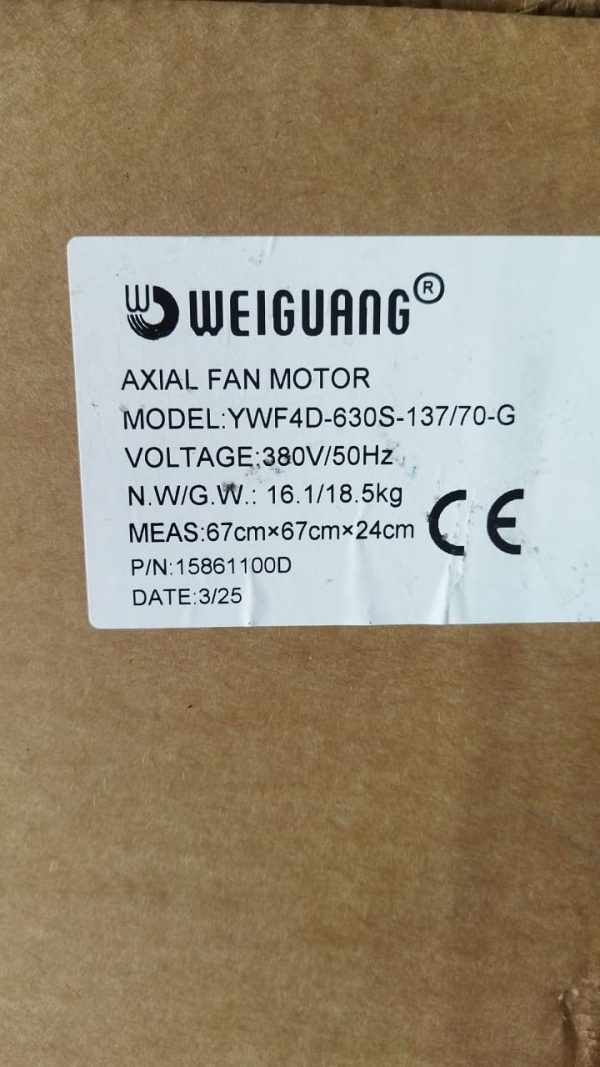 WEIGUANG®
AXIAL FAN MOTOR
MODEL:YWF4D-630S-137/70-G
VOLTAGE:380V/50Hz
N.W/G.W.: 16.1/18.5kg
MEAS:67cm×67cm×24cm CE
P/N:15861100D
DATE:3/25